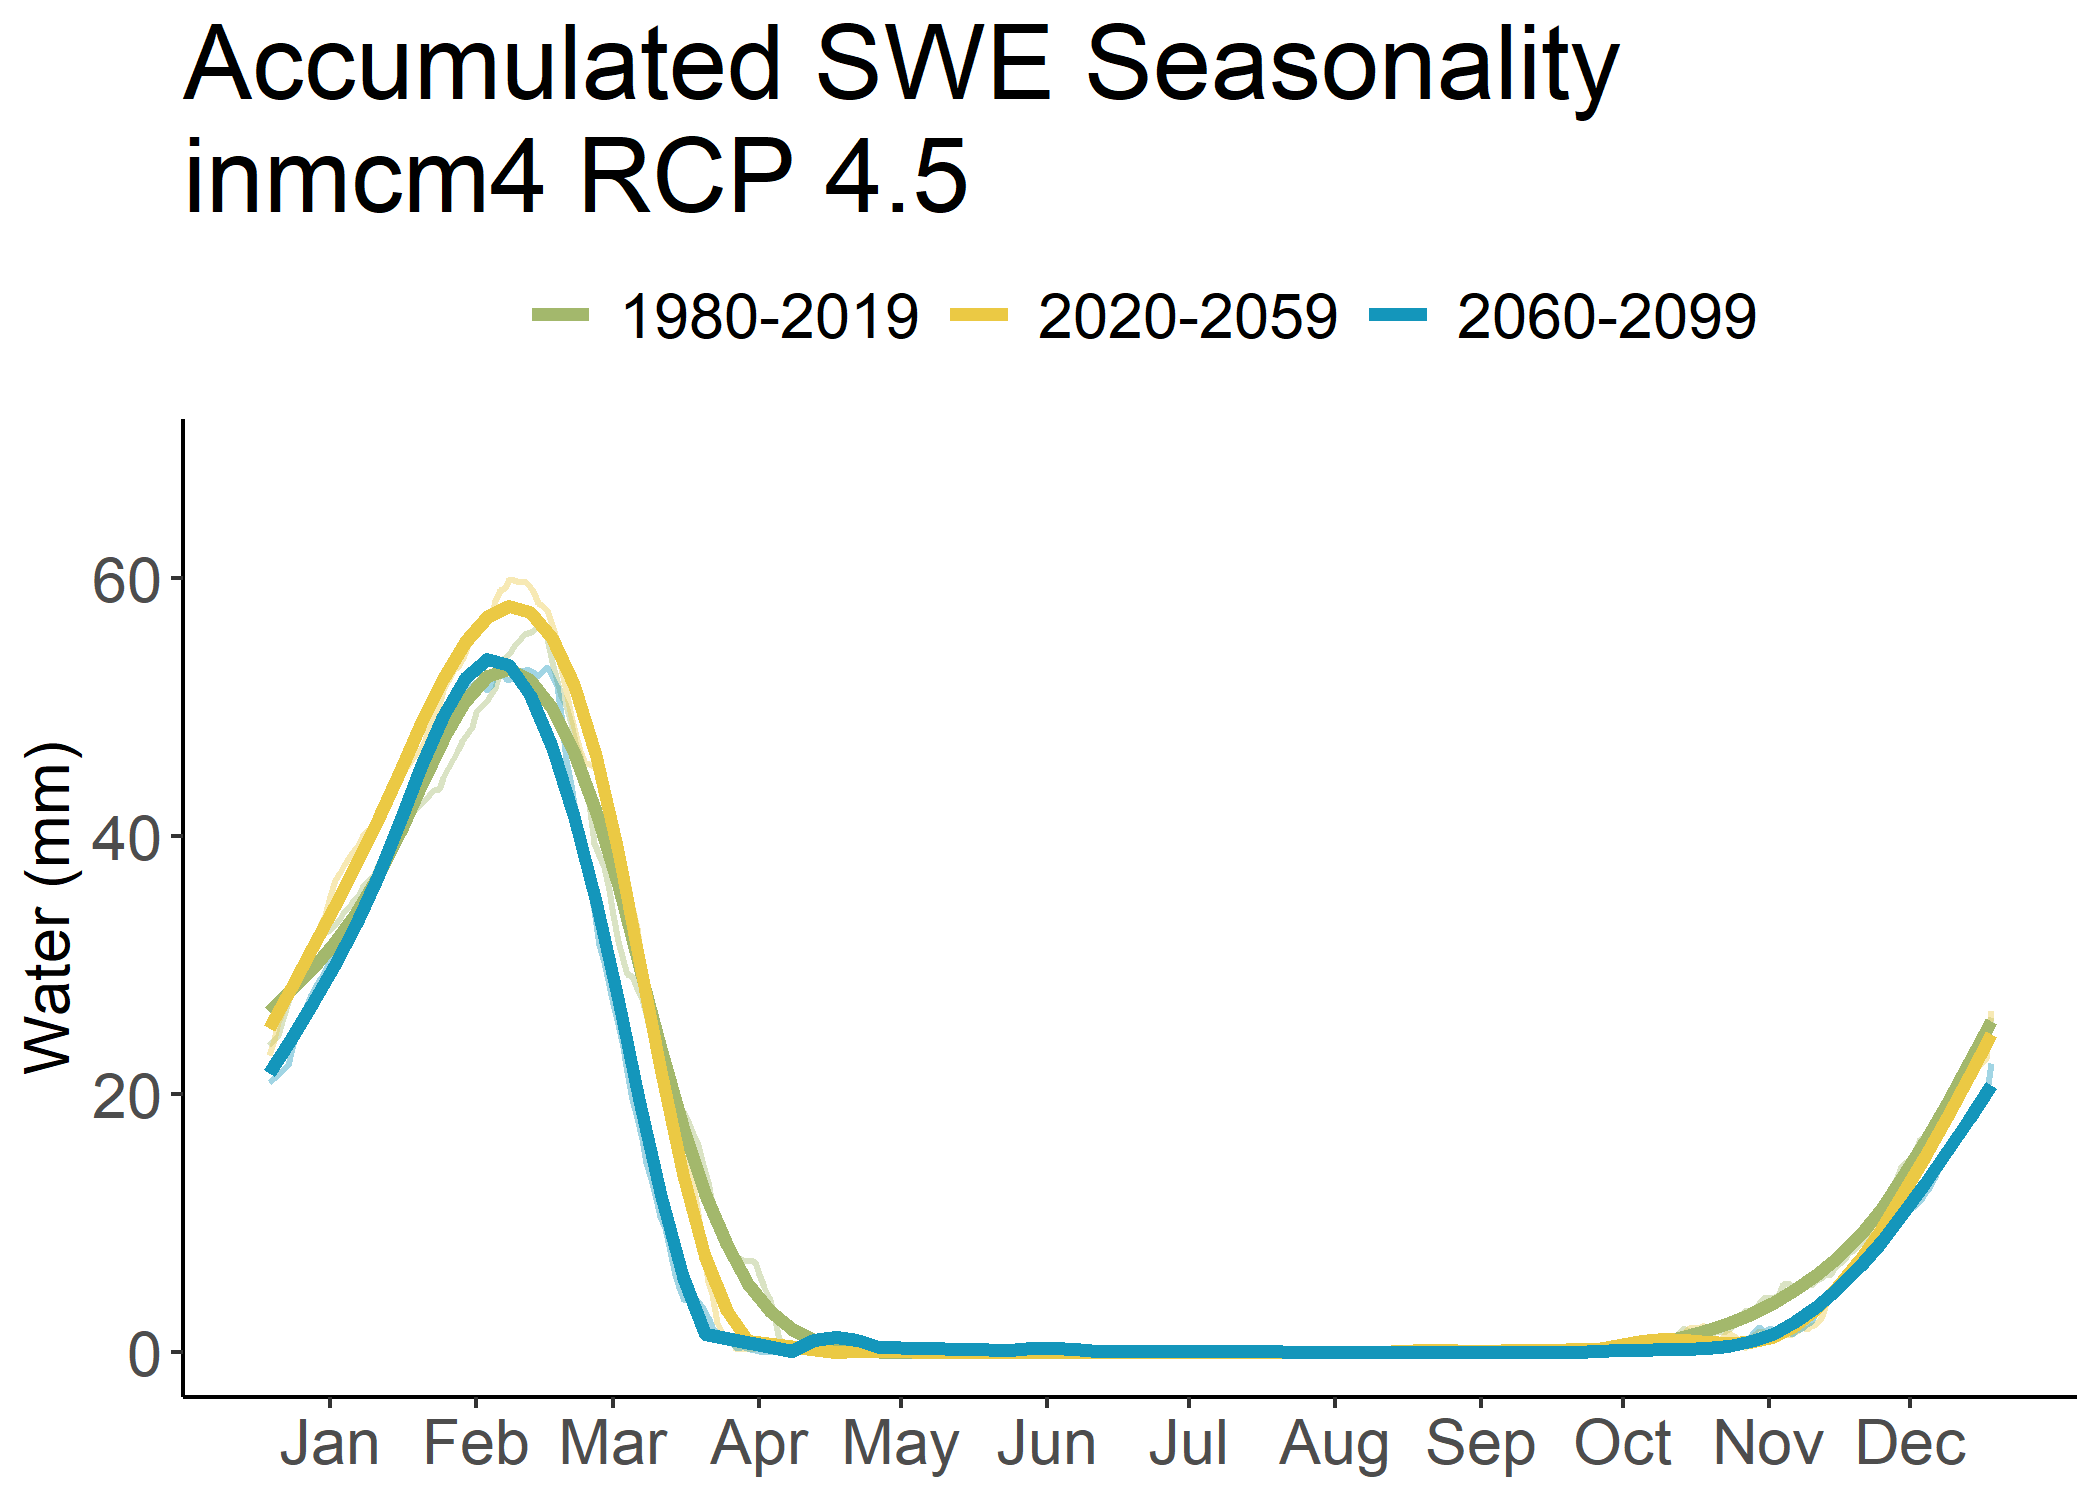 Accumulated SWE Seasonality
inmcm4 RCP 4.5
1980-2019 2020-2059 2060-2099
Water (mm)
60
40
20
0
Jan Feb Mar Apr May Jun Jul Aug Sep Oct Nov Dec